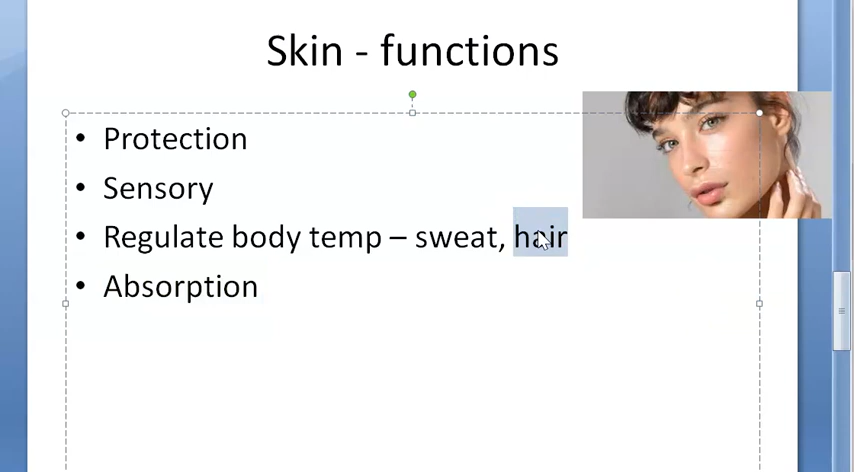 Skin - functions
• Protection
• Sensory
• Regulate body temp – sweat, hair
• Absorption